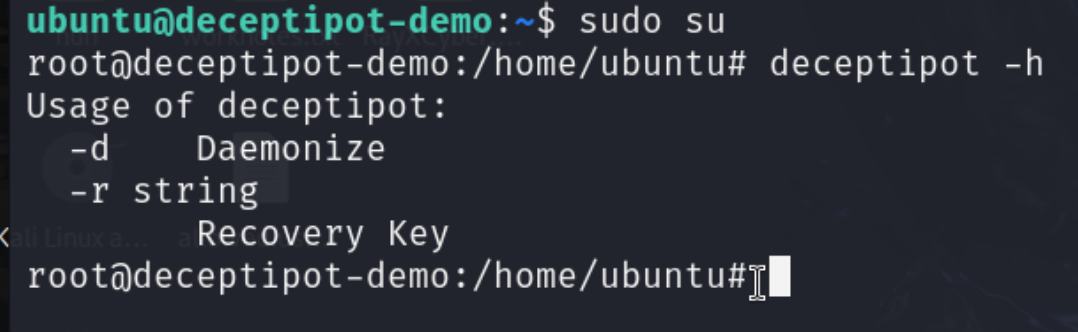 ubuntu@deceptipot-demo:~$ sudo su
root@deceptipot-demo:/home/ubuntu# deceptipot -h
Usage of deceptipot:
  -d    Daemonize
  -r string
        Recovery Key
root@deceptipot-demo:/home/ubuntu#